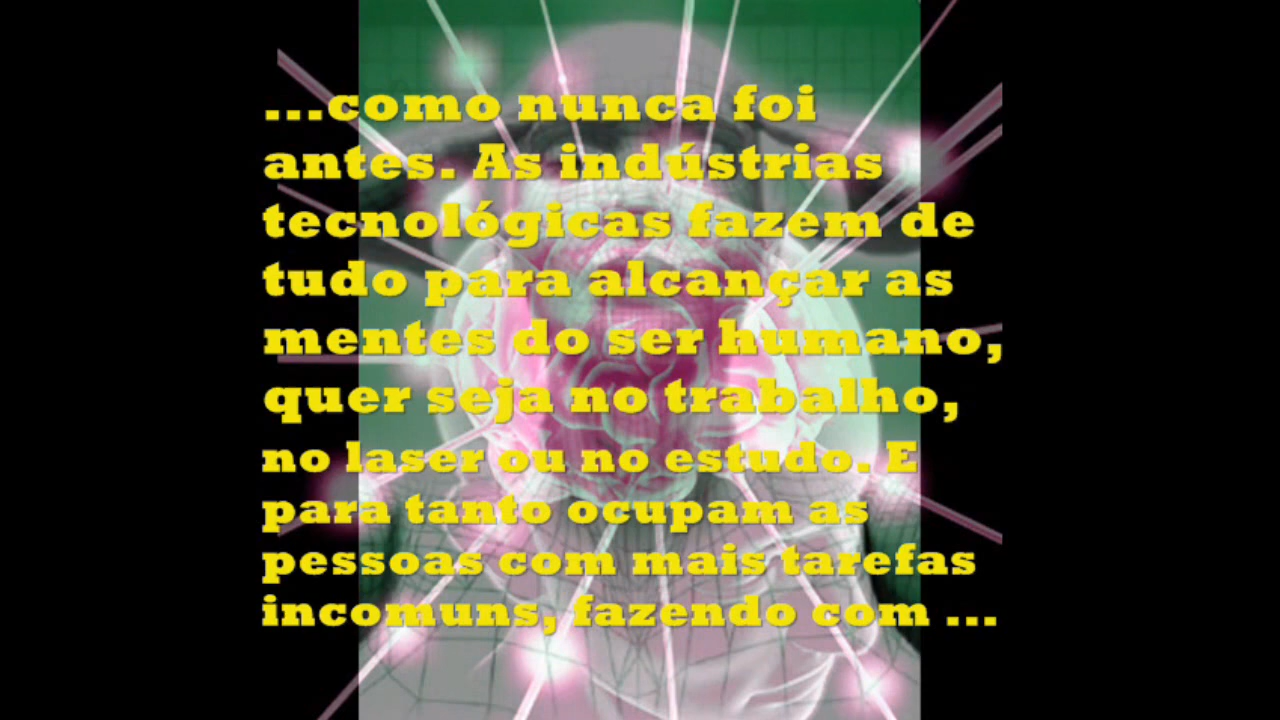 ...como nunca foi
antes. As indústrias
tecnológicas fazem de
tudo para alcançar as
mentes do ser humano,
quer seja no trabalho,
no laser ou no estudo. E
para tanto ocupam as
pessoas com mais tarefas
incomuns, fazendo com ...